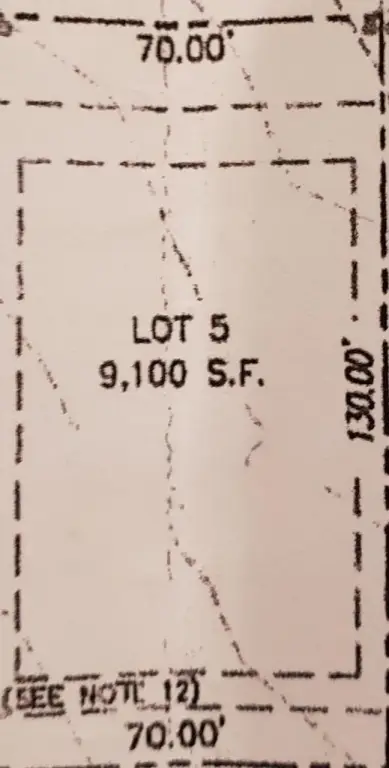 70.00'
LOT 5
9,100 S.F.
130.00'
(SEE NOTE 12)
70.00'